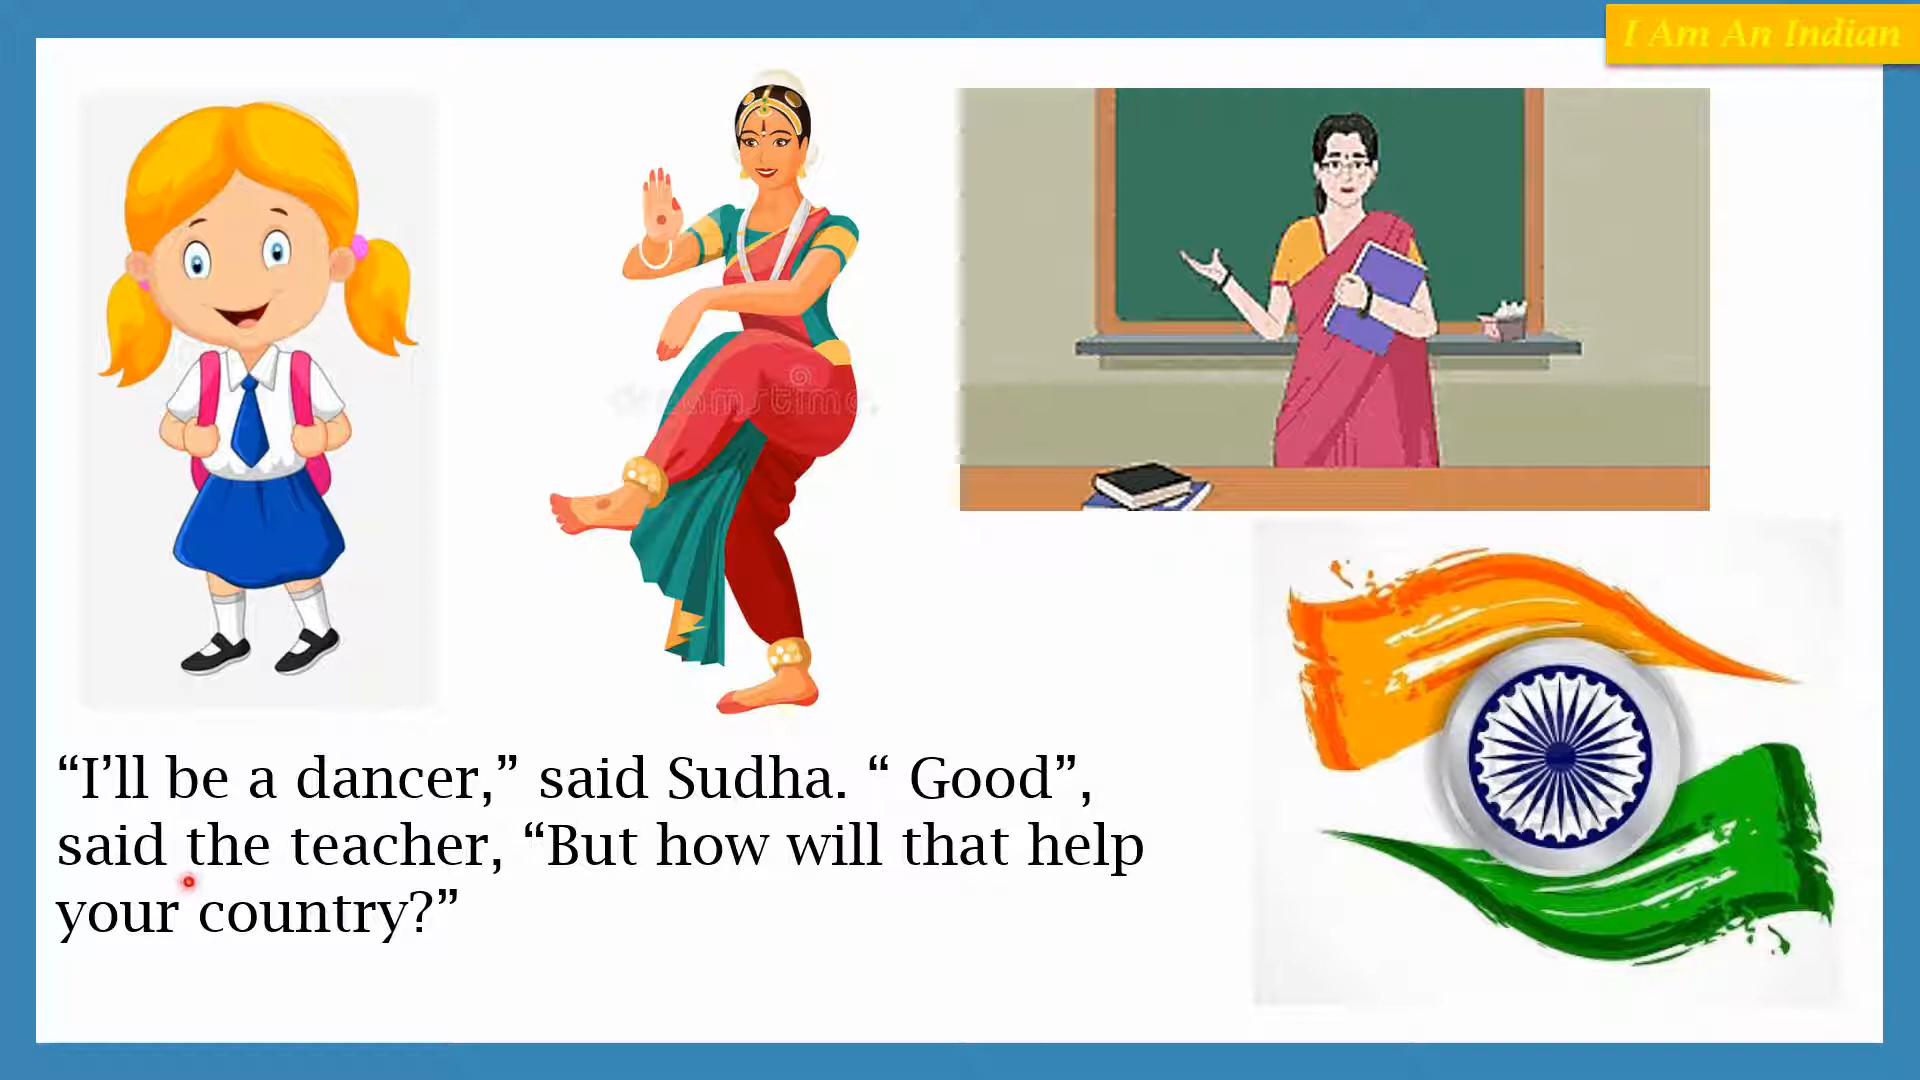 I Am An Indian
dreamstime.
“I’ll be a dancer,” said Sudha. “ Good”,
said the teacher, “But how will that help
your country?”